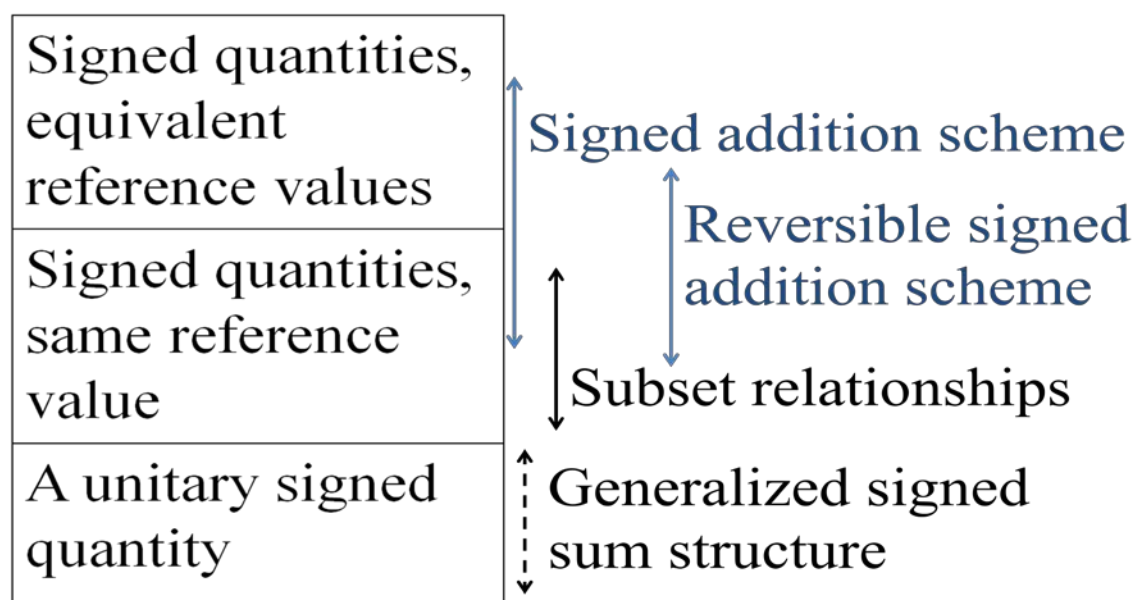 Signed quantities,
equivalent
reference values
Signed addition scheme
Reversible signed
addition scheme
Signed quantities,
same reference
value
Subset relationships
A unitary signed
quantity
Generalized signed
sum structure